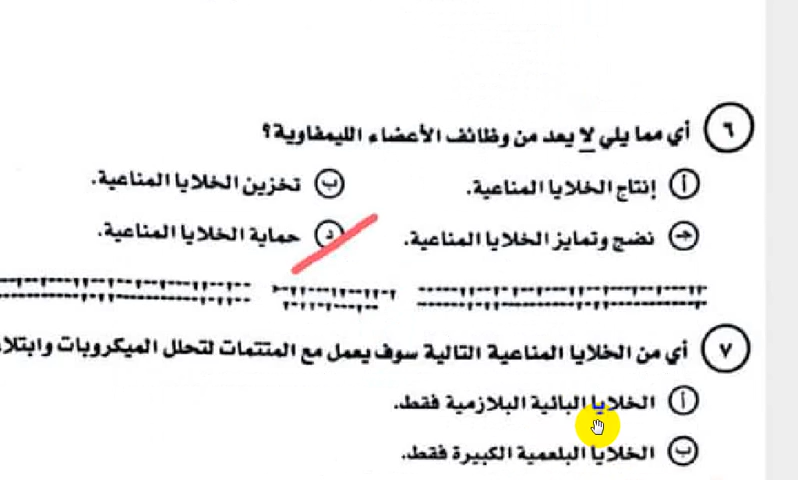 ٦ أي مما يلي لا يعد من وظائف الأعضاء الليمفاوية؟
أ إنتاج الخلايا المناعية. ب تخزين الخلايا المناعية.
ج نضج وتمايز الخلايا المناعية. د حماية الخلايا المناعية.
٧ أي من الخلايا المناعية التالية سوف يعمل مع المتتمات لتحلل الميكروبات
أ الخلايا البائية البلازمية فقط.
ب الخلايا البلعمية الكبيرة فقط.